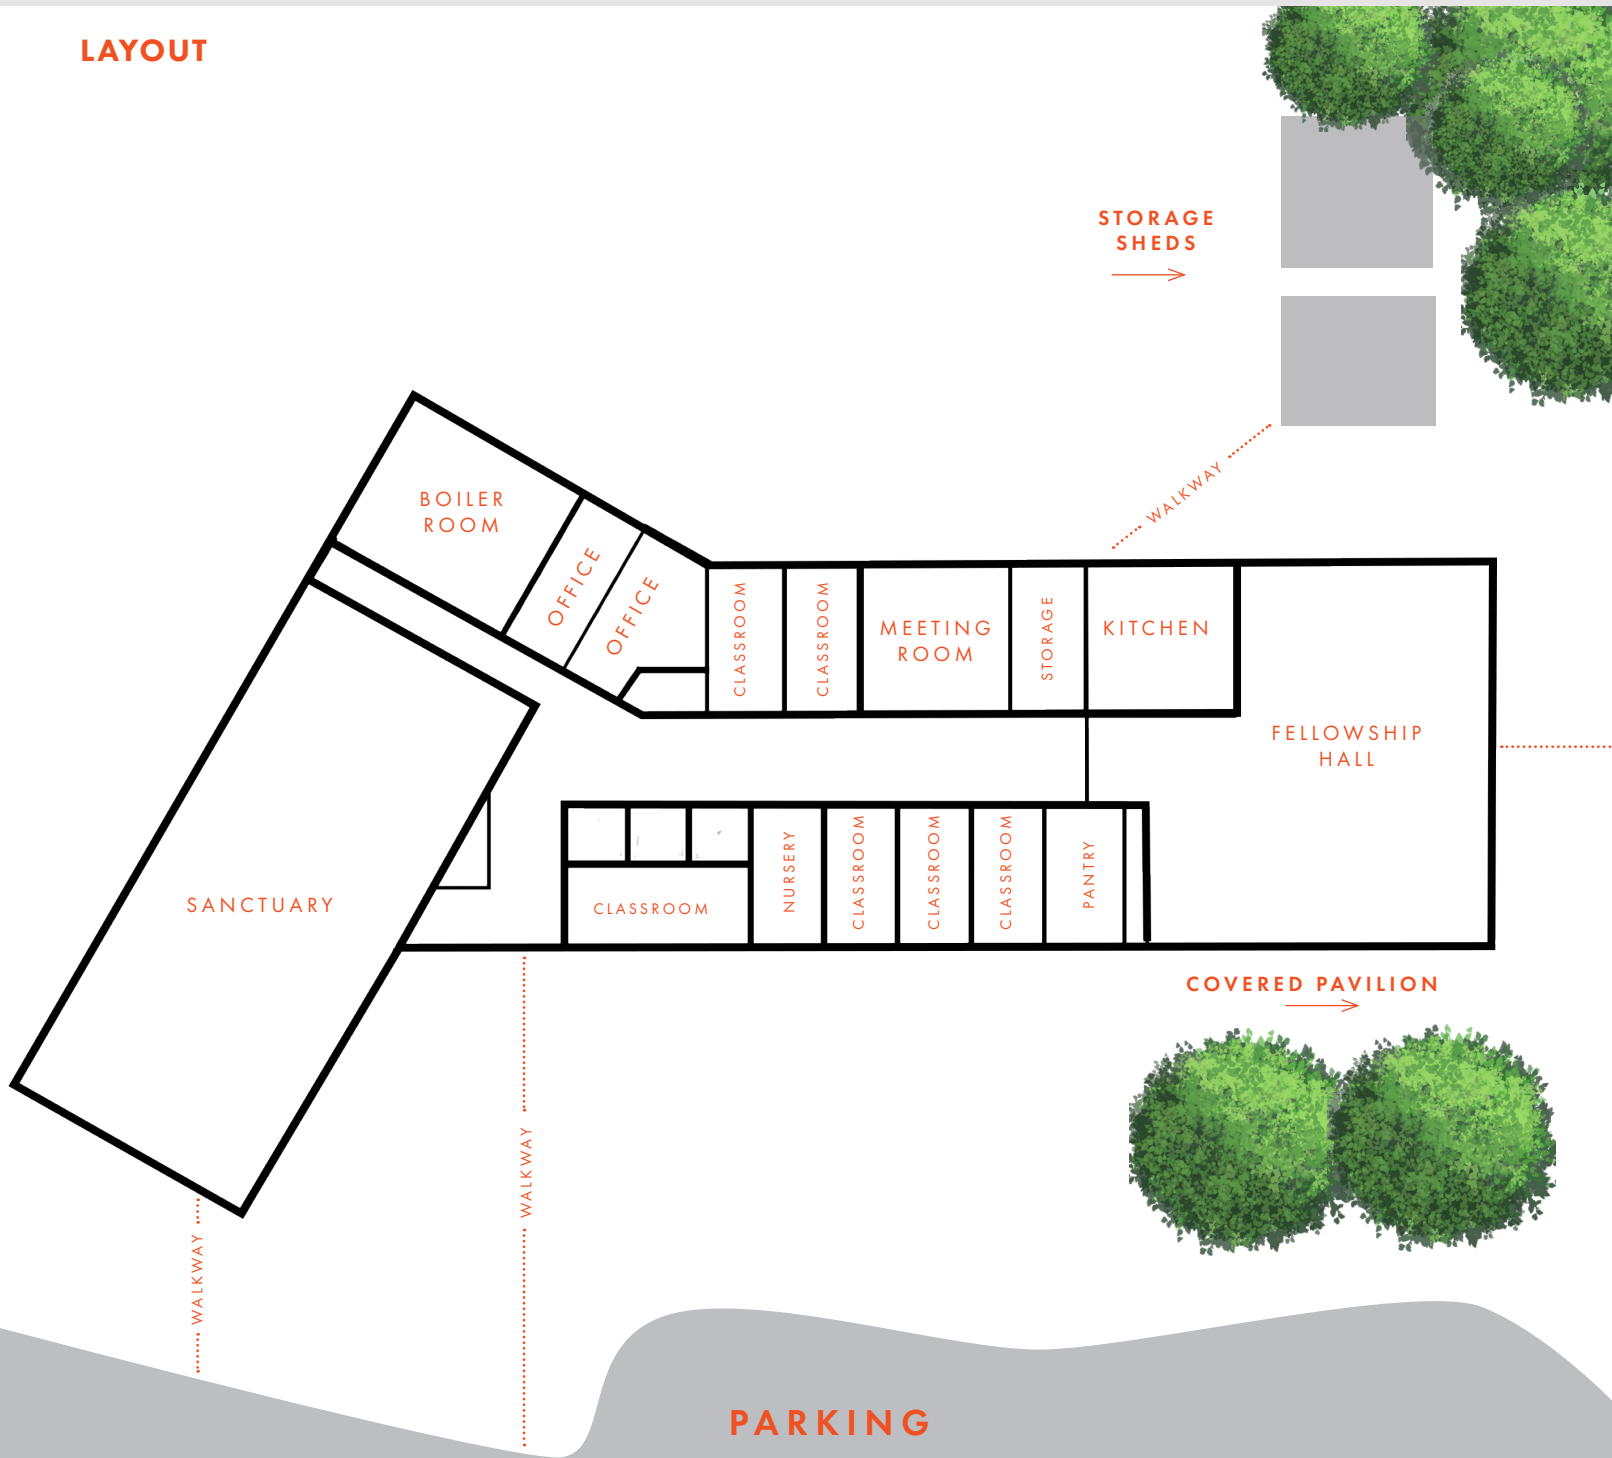 LAYOUT
STORAGE
SHEDS
WALKWAY
BOILER
ROOM
OFFICE
OFFICE
CLASSROOM
CLASSROOM
MEETING
ROOM
STORAGE
KITCHEN
FELLOWSHIP
HALL
SANCTUARY
CLASSROOM
NURSERY
CLASSROOM
CLASSROOM
CLASSROOM
PANTRY
COVERED PAVILION
WALKWAY
WALKWAY
PARKING